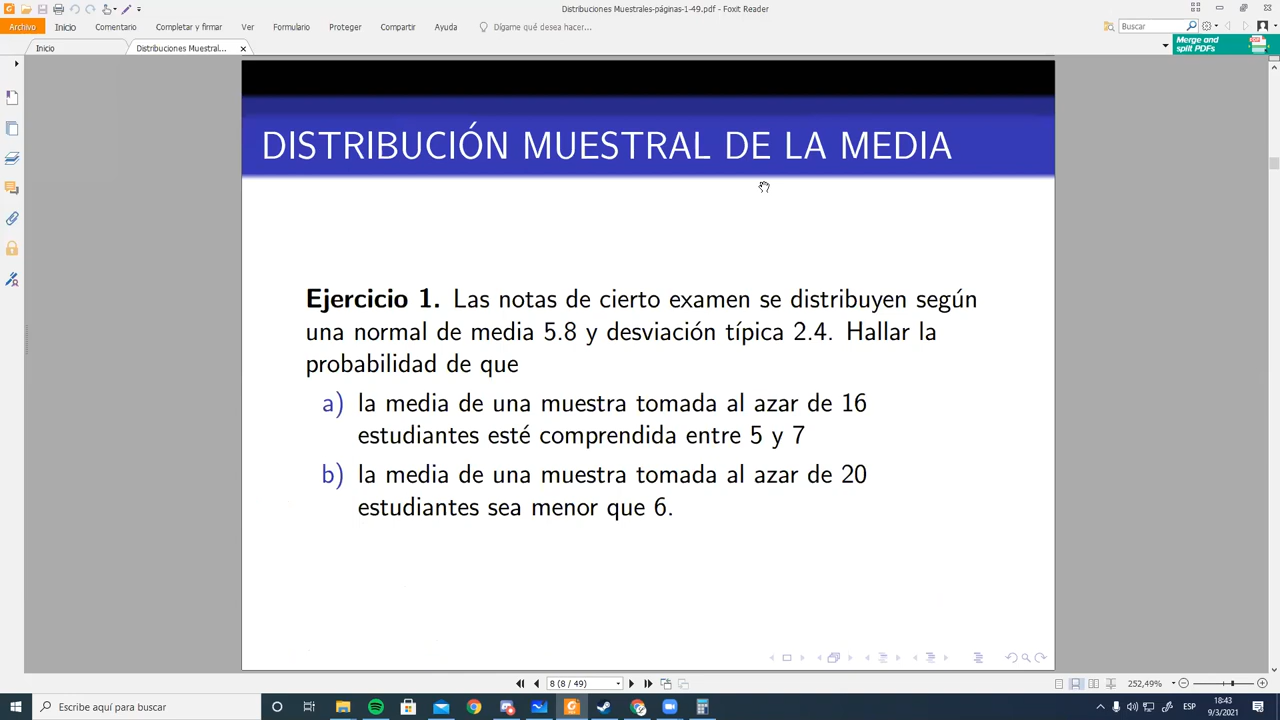 Distribuciones Muestrales-páginas-1-49.pdf - Foxit Reader
Archivo Inicio Comentario Completar y firmar Ver Formulario Proteger Compartir Ayuda Dígame qué desea hacer... Buscar
Merge and
split PDFs
Inicio Distribuciones Muestral...
DISTRIBUCIÓN MUESTRAL DE LA MEDIA
Ejercicio 1. Las notas de cierto examen se distribuyen según
una normal de media 5.8 y desviación típica 2.4. Hallar la
probabilidad de que
a) la media de una muestra tomada al azar de 16
estudiantes esté comprendida entre 5 y 7
b) la media de una muestra tomada al azar de 20
estudiantes sea menor que 6.
8 (8 / 49) 252,49%
Escribe aquí para buscar
ESP
18:43
9/3/2021